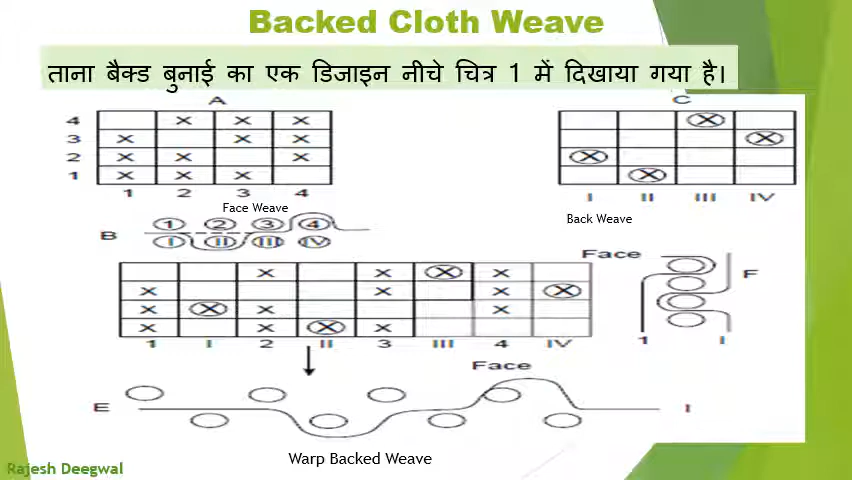 Backed Cloth Weave
ताना बैक्ड बुनाई का एक डिजाइन नीचे चित्र 1 में दिखाया गया है।
A
4 X X X
3 X X X
2 X X X
1 X X X
1 2 3 4
Face Weave
C
X
X
X
X
I II III IV
Back Weave
B
1 2 3 4
I II III IV
X X X X
X X X X
X X X X
X X X X
1 I 2 II 3 III 4 IV
Face
F
1 I
Face
E I
Warp Backed Weave
Rajesh Deegwal